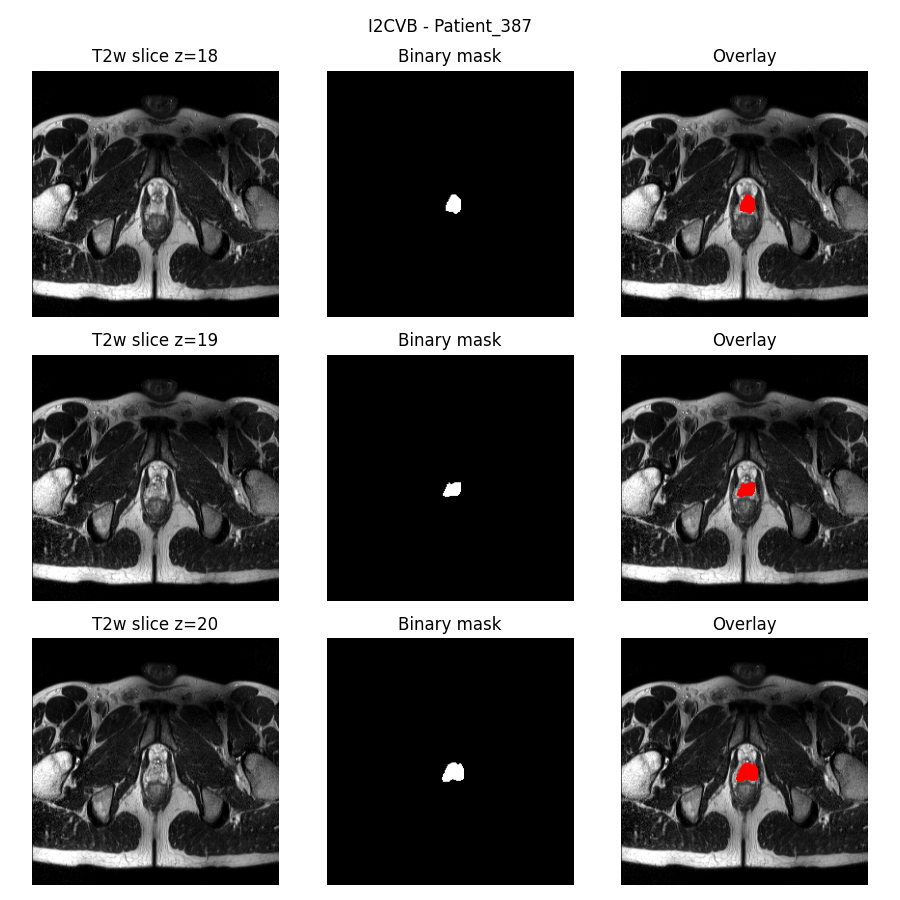 I2CVB - Patient_387
T2w slice z=18 Binary mask Overlay
T2w slice z=19 Binary mask Overlay
T2w slice z=20 Binary mask Overlay